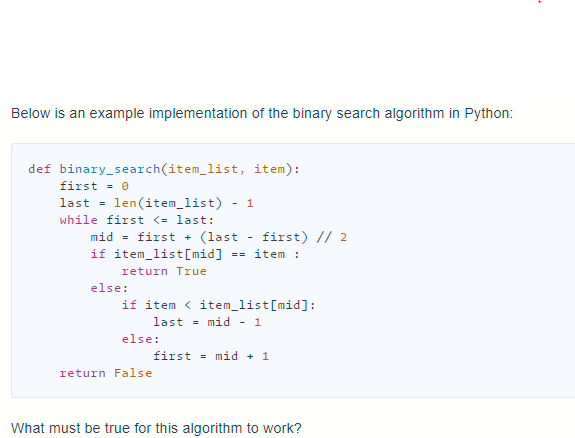 Below is an example implementation of the binary search algorithm in Python:
def binary_search(item_list, item):
    first = 0
    last = len(item_list) - 1
    while first <= last:
        mid = first + (last - first) // 2
        if item_list[mid] == item :
            return True
        else:
            if item < item_list[mid]:
                last = mid - 1
            else:
                first = mid + 1
    return False
What must be true for this algorithm to work?